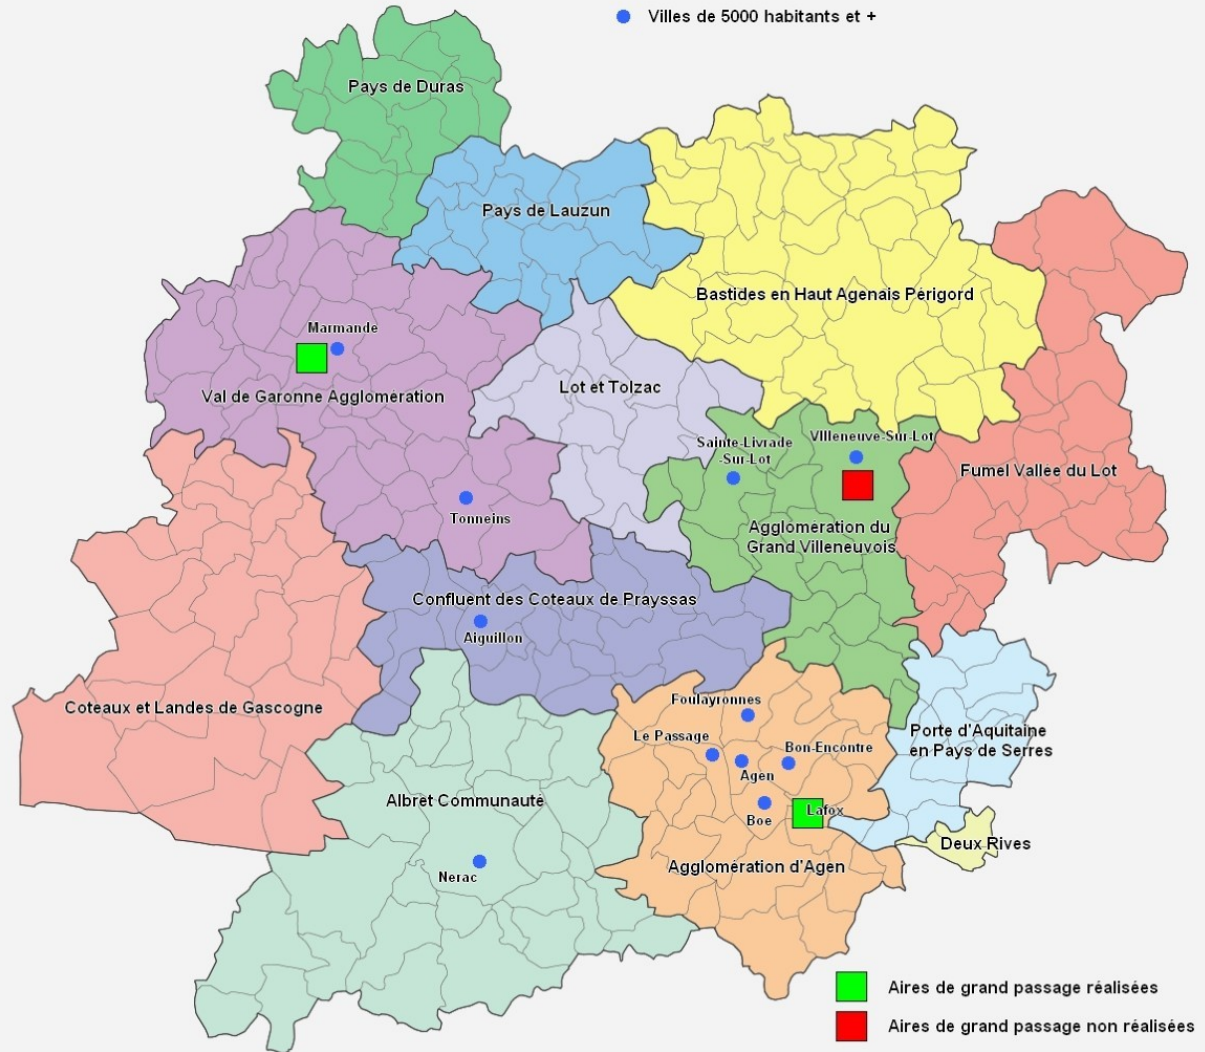 Villes de 5000 habitants et +
Pays de Duras
Pays de Lauzun
Bastides en Haut Agenais Périgord
Marmande
Val de Garonne Agglomération
Lot et Tolzac
Sainte-Livrade
-Sur-Lot
VIlleneuve-Sur-Lot
Fumel Vallée du Lot
Tonneins
Agglomération du
Grand Villeneuvois
Confluent des Coteaux de Prayssas
Aiguillon
Coteaux et Landes de Gascogne
Foulayronnes
Le Passage
Bon-Encontre
Agen
Porte d'Aquitaine
en Pays de Serres
Albret Communauté
Boe
Lafox
Deux Rives
Nerac
Agglomération d'Agen
Aires de grand passage réalisées
Aires de grand passage non réalisées